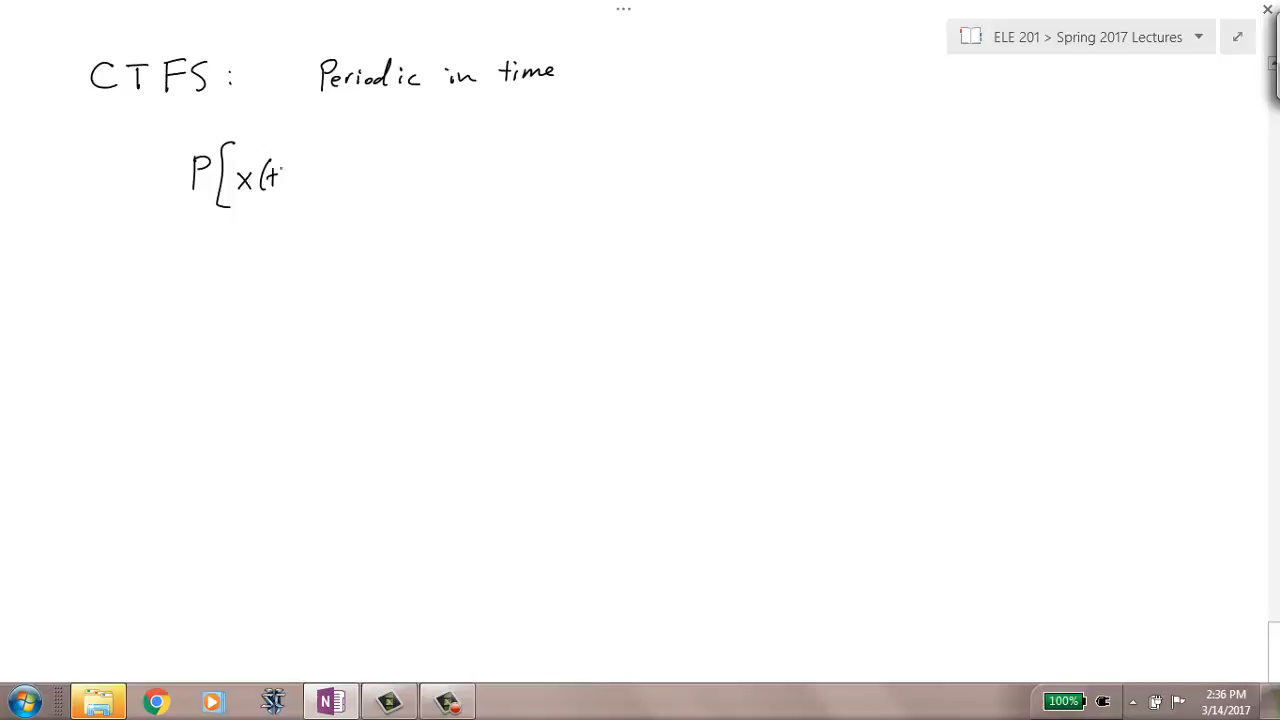 ...
ELE 201 > Spring 2017 Lectures
CTFS: Periodic in time
P[x(t
100%
2:36 PM
3/14/2017